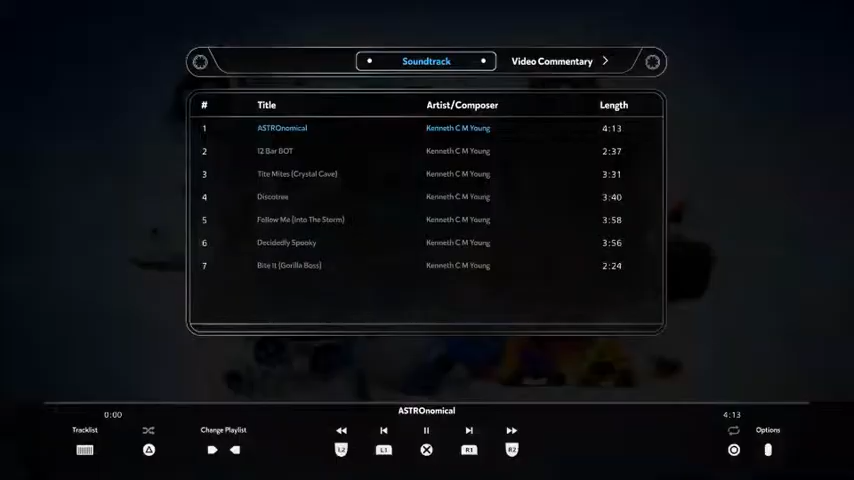 Soundtrack Video Commentary
# Title Artist/Composer Length
1 ASTROnomical Kenneth C M Young 4:13
2 12 Bar BOT Kenneth C M Young 2:37
3 Tite Mites (Crystal Cave) Kenneth C M Young 3:31
4 Discotree Kenneth C M Young 3:40
5 Follow Me (Into The Storm) Kenneth C M Young 3:58
6 Decidedly Spooky Kenneth C M Young 3:56
7 Bite It (Gorilla Boss) Kenneth C M Young 2:24
0:00 ASTROnomical 4:13
Tracklist Change Playlist Options
L2 L1 R1 R2